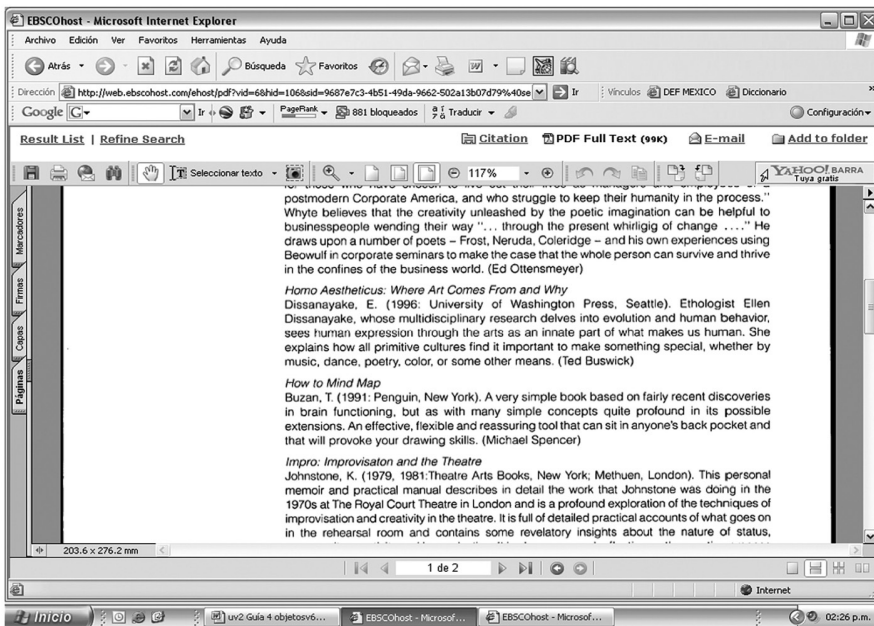 EBSCOhost - Microsoft Internet Explorer
Archivo Edición Ver Favoritos Herramientas Ayuda
Atrás Búsqueda Favoritos
Dirección http://web.ebscohost.com/ehost/pdf?vid=6&hid=106&sid=9687e7c3-4b51-49da-9662-502a13b07d79%40se Ir Vínculos DEF MEXICO Diccionario
Google G Ir PageRank 881 bloqueados Traducir Configuración
Result List | Refine Search Citation PDF Full Text (99K) E-mail Add to folder
Seleccionar texto 117% YAHOO! BARRA
Tuya gratis
Marcadores
Firmas
Capas
Páginas
for those who have chosen to live out their lives as managers and employees of a
postmodern Corporate America, and who struggle to keep their humanity in the process."
Whyte believes that the creativity unleashed by the poetic imagination can be helpful to
businesspeople wending their way "... through the present whirligig of change ...." He
draws upon a number of poets – Frost, Neruda, Coleridge – and his own experiences using
Beowulf in corporate seminars to make the case that the whole person can survive and thrive
in the confines of the business world. (Ed Ottensmeyer)
Homo Aestheticus: Where Art Comes From and Why
Dissanayake, E. (1996: University of Washington Press, Seattle). Ethologist Ellen
Dissanayake, whose multidisciplinary research delves into evolution and human behavior,
sees human expression through the arts as an innate part of what makes us human. She
explains how all primitive cultures find it important to make something special, whether by
music, dance, poetry, color, or some other means. (Ted Buswick)
How to Mind Map
Buzan, T. (1991: Penguin, New York). A very simple book based on fairly recent discoveries
in brain functioning, but as with many simple concepts quite profound in its possible
extensions. An effective, flexible and reassuring tool that can sit in anyone's back pocket and
that will provoke your drawing skills. (Michael Spencer)
Impro: Improvisaton and the Theatre
Johnstone, K. (1979, 1981:Theatre Arts Books, New York; Methuen, London). This personal
memoir and practical manual describes in detail the work that Johnstone was doing in the
1970s at The Royal Court Theatre in London and is a profound exploration of the techniques of
improvisation and creativity in the theatre. It is full of detailed practical accounts of what goes on
in the rehearsal room and contains some revelatory insights about the nature of status,
203.6 x 276.2 mm
1 de 2
Internet
Inicio uv2 Guía 4 objetosv6... EBSCOhost - Microsof... EBSCOhost - Microsof... 02:26 p.m.